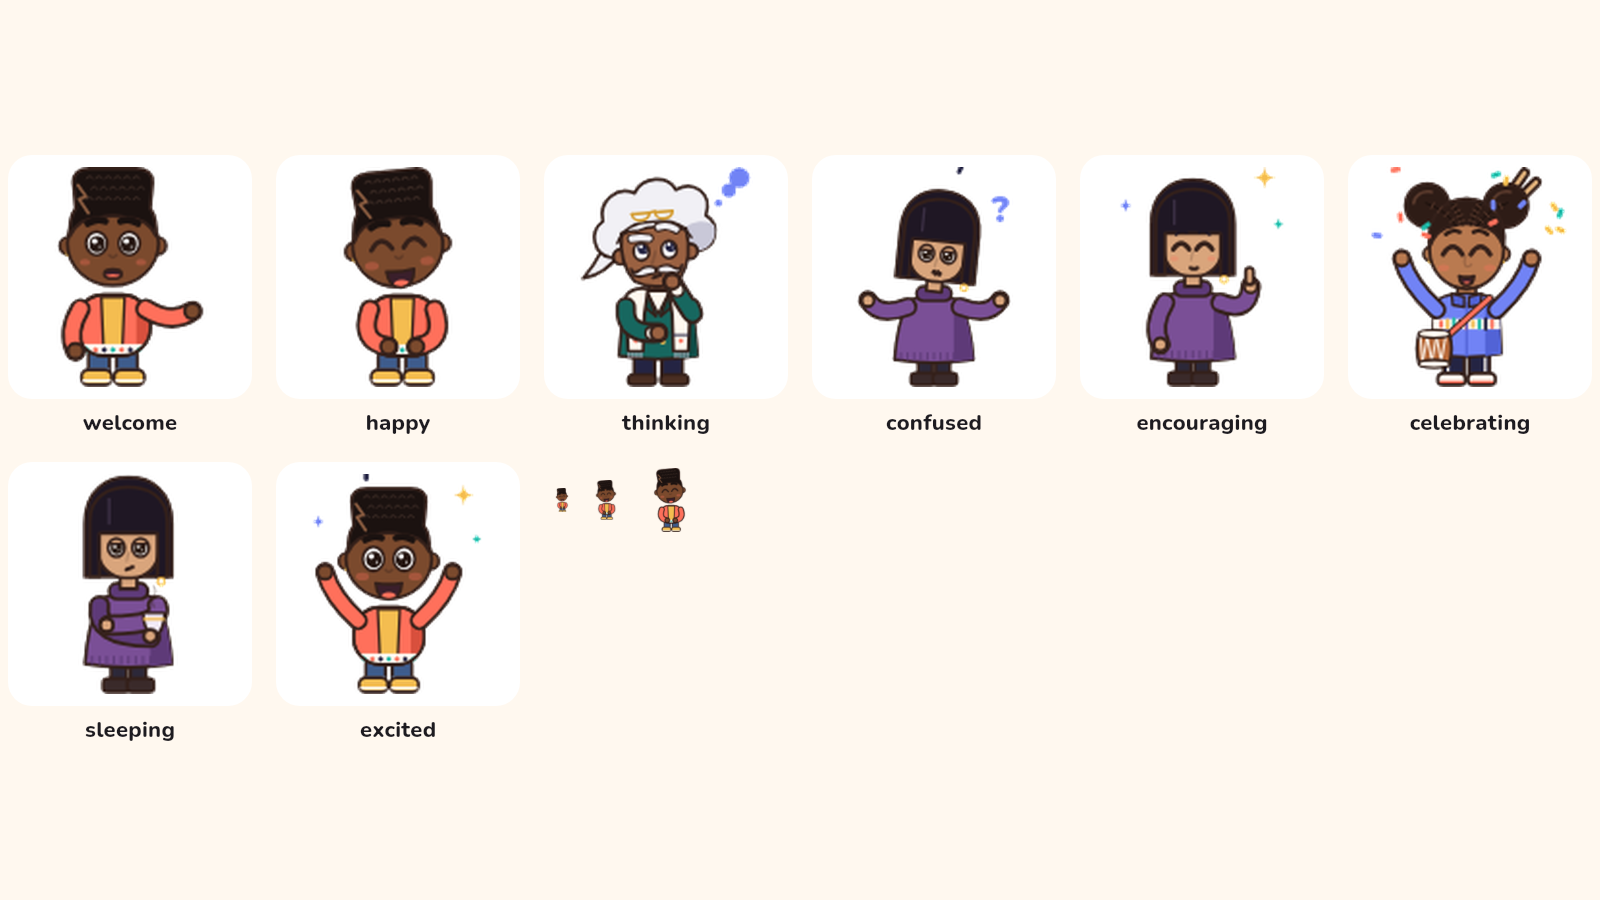 welcome
happy
thinking
?
confused
encouraging
celebrating
sleeping
excited